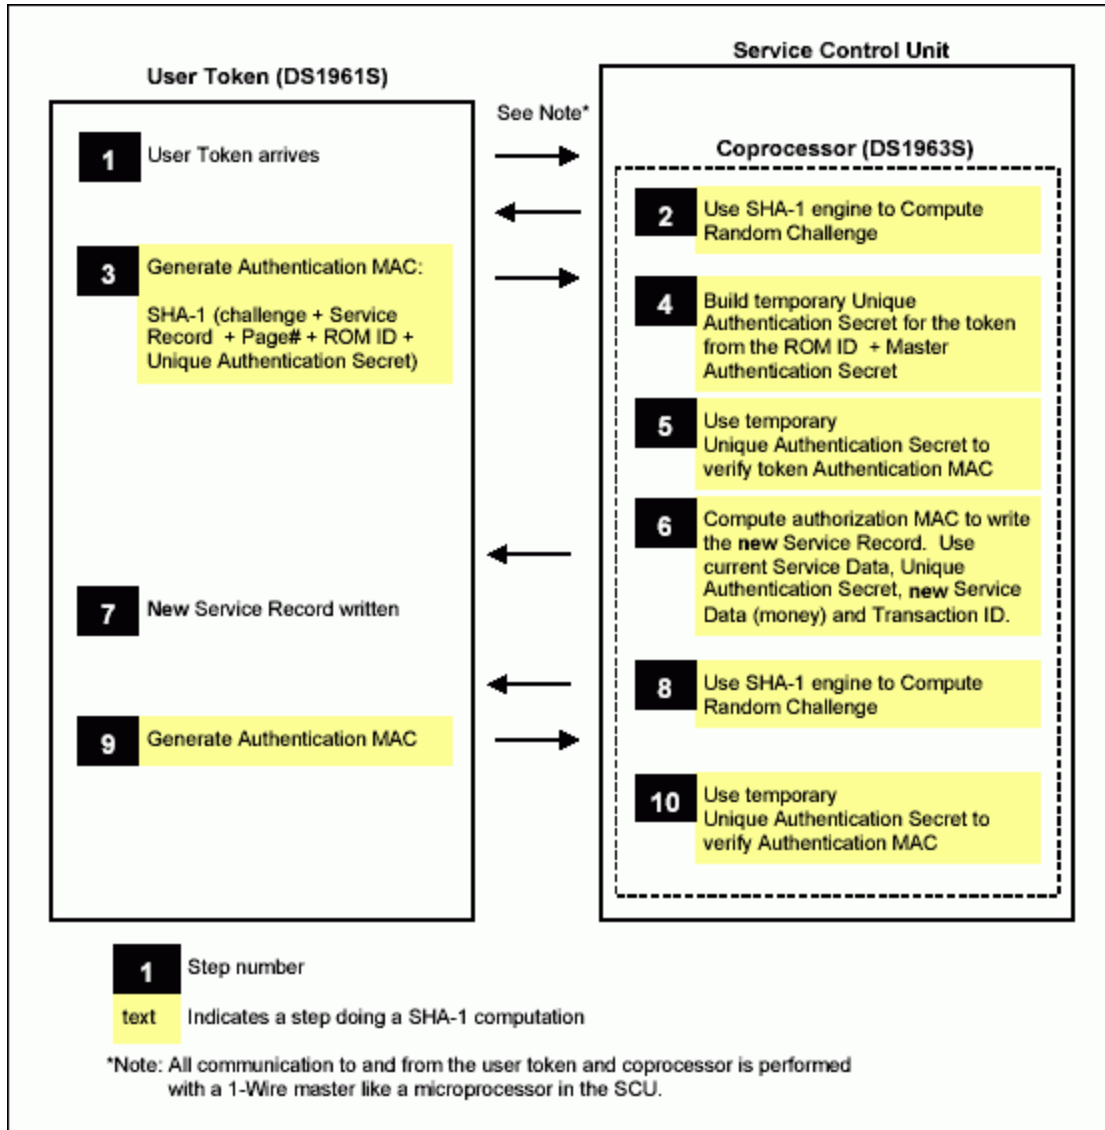 Service Control Unit
User Token (DS1961S)
See Note*
1
User Token arrives
Coprocessor (DS1963S)
2
Use SHA-1 engine to Compute
Random Challenge
3
Generate Authentication MAC:
SHA-1 (challenge + Service
Record + Page# + ROM ID +
Unique Authentication Secret)
4
Build temporary Unique
Authentication Secret for the token
from the ROM ID + Master
Authentication Secret
5
Use temporary
Unique Authentication Secret to
verify token Authentication MAC
6
Compute authorization MAC to write
the new Service Record. Use
current Service Data, Unique
Authentication Secret, new Service
Data (money) and Transaction ID.
7
New Service Record written
8
Use SHA-1 engine to Compute
Random Challenge
9
Generate Authentication MAC
10
Use temporary
Unique Authentication Secret to
verify Authentication MAC
1
Step number
text
Indicates a step doing a SHA-1 computation
*Note: All communication to and from the user token and coprocessor is performed
with a 1-Wire master like a microprocessor in the SCU.